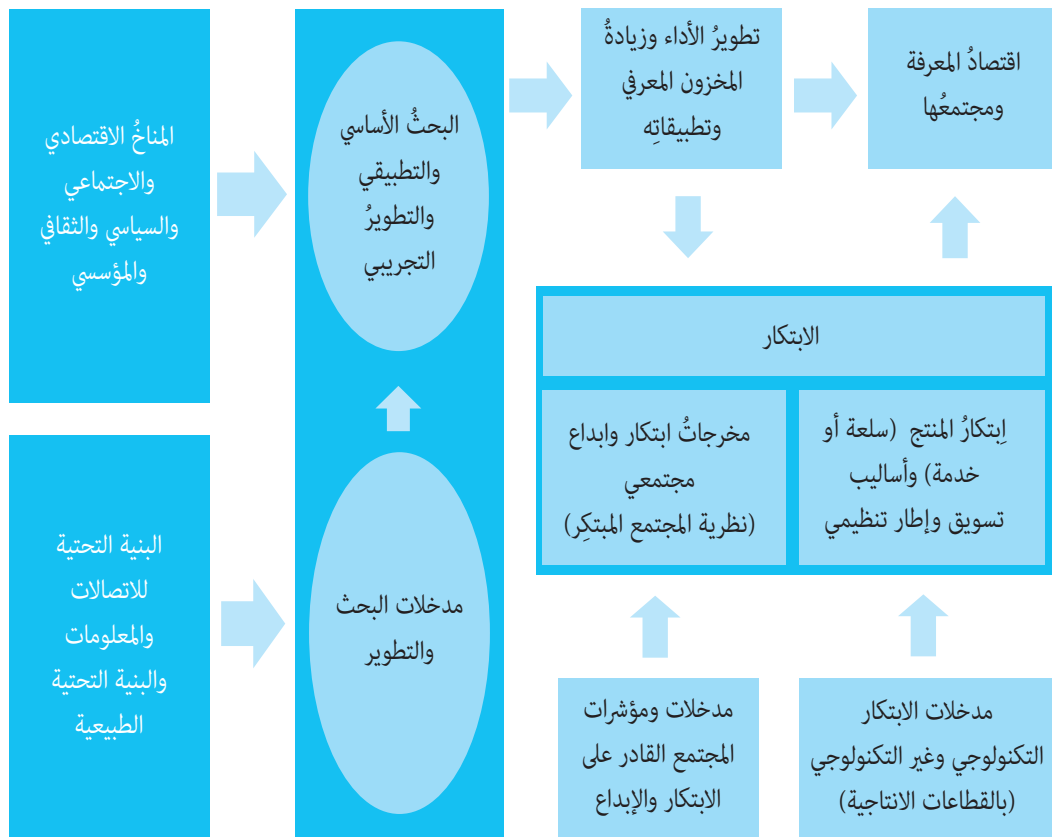 المناخُ الاقتصادي
والاجتماعي
والسياسي والثقافي
والمؤسسي
البنية التحتية
للاتصالات
والمعلومات
والبنية التحتية
الطبيعية
البحثُ الأساسي
والتطبيقي
والتطويرُ
التجريبي
مدخلات البحث
والتطوير
تطويرُ الأداء وزيادةُ
المخزون المعرفي
وتطبيقاتِه
اقتصادُ المعرفة
ومجتمعُها
الابتكار
مخرجاتُ ابتكار وابداع
مجتمعي
(نظرية المجتمع المبتكِر)
اِبتكارُ المنتج (سلعة أو
خدمة) وأساليب
تسويق وإطار تنظيمي
مدخلات ومؤشرات
المجتمع القادر على
الابتكار والإبداع
مدخلات الابتكار
التكنولوجي وغير التكنولوجي
(بالقطاعات الانتاجية)